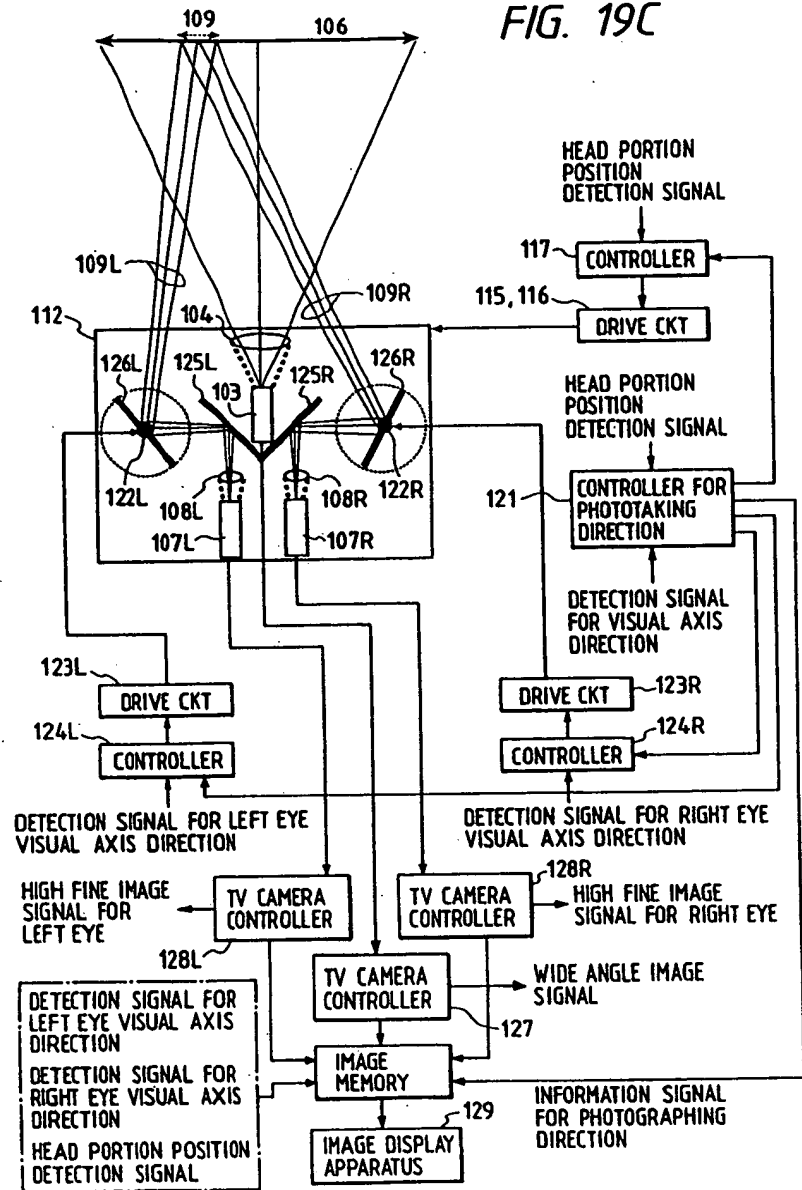 FIG. 19C
109
106
HEAD PORTION
POSITION
DETECTION SIGNAL
117
CONTROLLER
109L
109R
115, 116
DRIVE CKT
112
104
126L
125L
103
125R
126R
HEAD PORTION
POSITION
DETECTION SIGNAL
121
CONTROLLER FOR
PHOTOTAKING
DIRECTION
122L
108L
108R
122R
107L
107R
DETECTION SIGNAL
FOR VISUAL AXIS
DIRECTION
123L
DRIVE CKT
DRIVE CKT
123R
124L
CONTROLLER
CONTROLLER
124R
DETECTION SIGNAL FOR LEFT EYE
VISUAL AXIS DIRECTION
DETECTION SIGNAL FOR RIGHT EYE
VISUAL AXIS DIRECTION
HIGH FINE IMAGE
SIGNAL FOR
LEFT EYE
TV CAMERA
CONTROLLER
128L
TV CAMERA
CONTROLLER
128R
HIGH FINE IMAGE
SIGNAL FOR RIGHT EYE
TV CAMERA
CONTROLLER
127
WIDE ANGLE IMAGE
SIGNAL
DETECTION SIGNAL FOR
LEFT EYE VISUAL AXIS
DIRECTION
DETECTION SIGNAL FOR
RIGHT EYE VISUAL AXIS
DIRECTION
HEAD PORTION POSITION
DETECTION SIGNAL
IMAGE
MEMORY
INFORMATION SIGNAL
FOR PHOTOGRAPHING
DIRECTION
129
IMAGE DISPLAY
APPARATUS